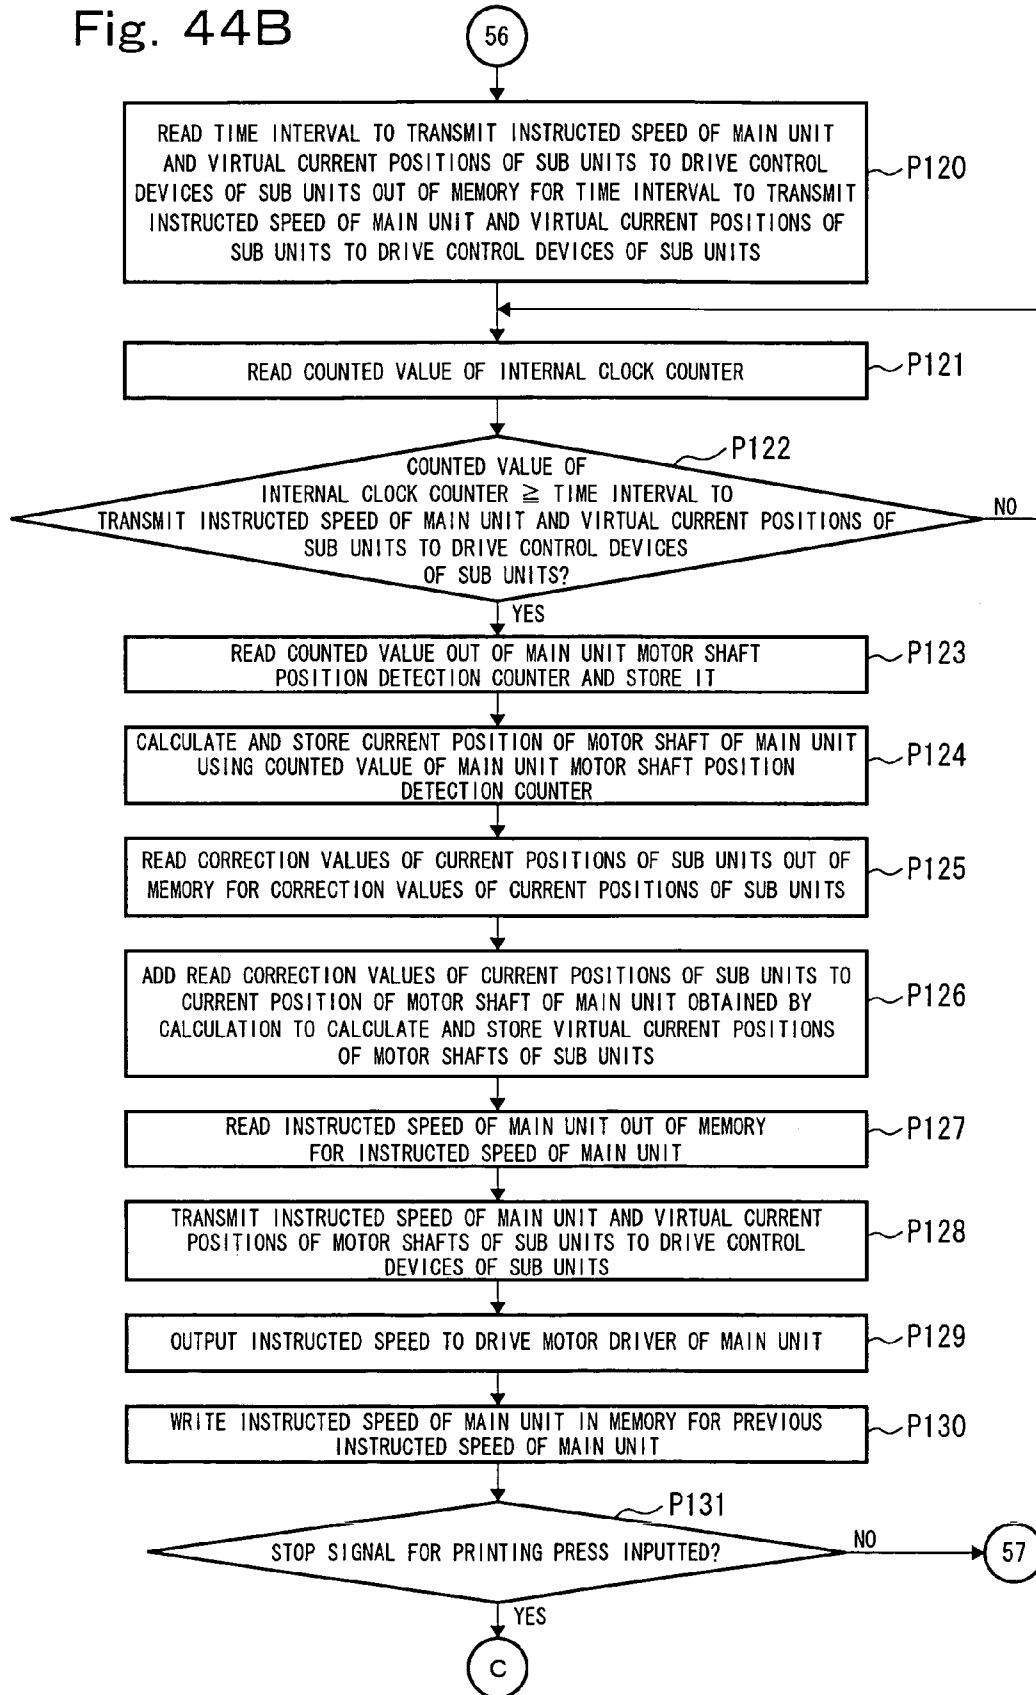 Fig. 44B
56
READ TIME INTERVAL TO TRANSMIT INSTRUCTED SPEED OF MAIN UNIT
AND VIRTUAL CURRENT POSITIONS OF SUB UNITS TO DRIVE CONTROL
DEVICES OF SUB UNITS OUT OF MEMORY FOR TIME INTERVAL TO TRANSMIT
INSTRUCTED SPEED OF MAIN UNIT AND VIRTUAL CURRENT POSITIONS OF
SUB UNITS TO DRIVE CONTROL DEVICES OF SUB UNITS
P120
READ COUNTED VALUE OF INTERNAL CLOCK COUNTER
P121
P122
COUNTED VALUE OF
INTERNAL CLOCK COUNTER ≧ TIME INTERVAL TO
TRANSMIT INSTRUCTED SPEED OF MAIN UNIT AND VIRTUAL CURRENT POSITIONS OF
SUB UNITS TO DRIVE CONTROL DEVICES
OF SUB UNITS?
NO
YES
READ COUNTED VALUE OUT OF MAIN UNIT MOTOR SHAFT
POSITION DETECTION COUNTER AND STORE IT
P123
CALCULATE AND STORE CURRENT POSITION OF MOTOR SHAFT OF MAIN UNIT
USING COUNTED VALUE OF MAIN UNIT MOTOR SHAFT POSITION
DETECTION COUNTER
P124
READ CORRECTION VALUES OF CURRENT POSITIONS OF SUB UNITS OUT OF
MEMORY FOR CORRECTION VALUES OF CURRENT POSITIONS OF SUB UNITS
P125
ADD READ CORRECTION VALUES OF CURRENT POSITIONS OF SUB UNITS TO
CURRENT POSITION OF MOTOR SHAFT OF MAIN UNIT OBTAINED BY
CALCULATION TO CALCULATE AND STORE VIRTUAL CURRENT POSITIONS
OF MOTOR SHAFTS OF SUB UNITS
P126
READ INSTRUCTED SPEED OF MAIN UNIT OUT OF MEMORY
FOR INSTRUCTED SPEED OF MAIN UNIT
P127
TRANSMIT INSTRUCTED SPEED OF MAIN UNIT AND VIRTUAL CURRENT
POSITIONS OF MOTOR SHAFTS OF SUB UNITS TO DRIVE CONTROL
DEVICES OF SUB UNITS
P128
OUTPUT INSTRUCTED SPEED TO DRIVE MOTOR DRIVER OF MAIN UNIT
P129
WRITE INSTRUCTED SPEED OF MAIN UNIT IN MEMORY FOR PREVIOUS
INSTRUCTED SPEED OF MAIN UNIT
P130
P131
STOP SIGNAL FOR PRINTING PRESS INPUTTED?
NO
57
YES
C